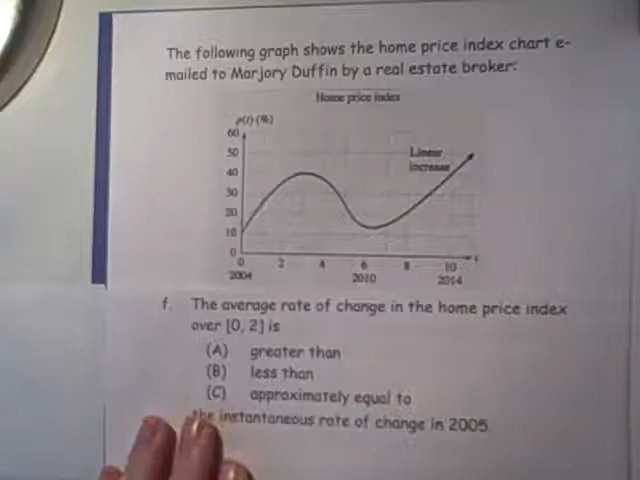 The following graph shows the home price index chart e-
mailed to Marjory Duffin by a real estate broker:
Home price index
p(t) (%)
60
50
40
30
20
10
0
Linear
increase
0 2 4 6 8 10 t
2004 2010 2014
f. The average rate of change in the home price index
over [0, 2] is
(A) greater than
(B) less than
(C) approximately equal to
the instantaneous rate of change in 2005.